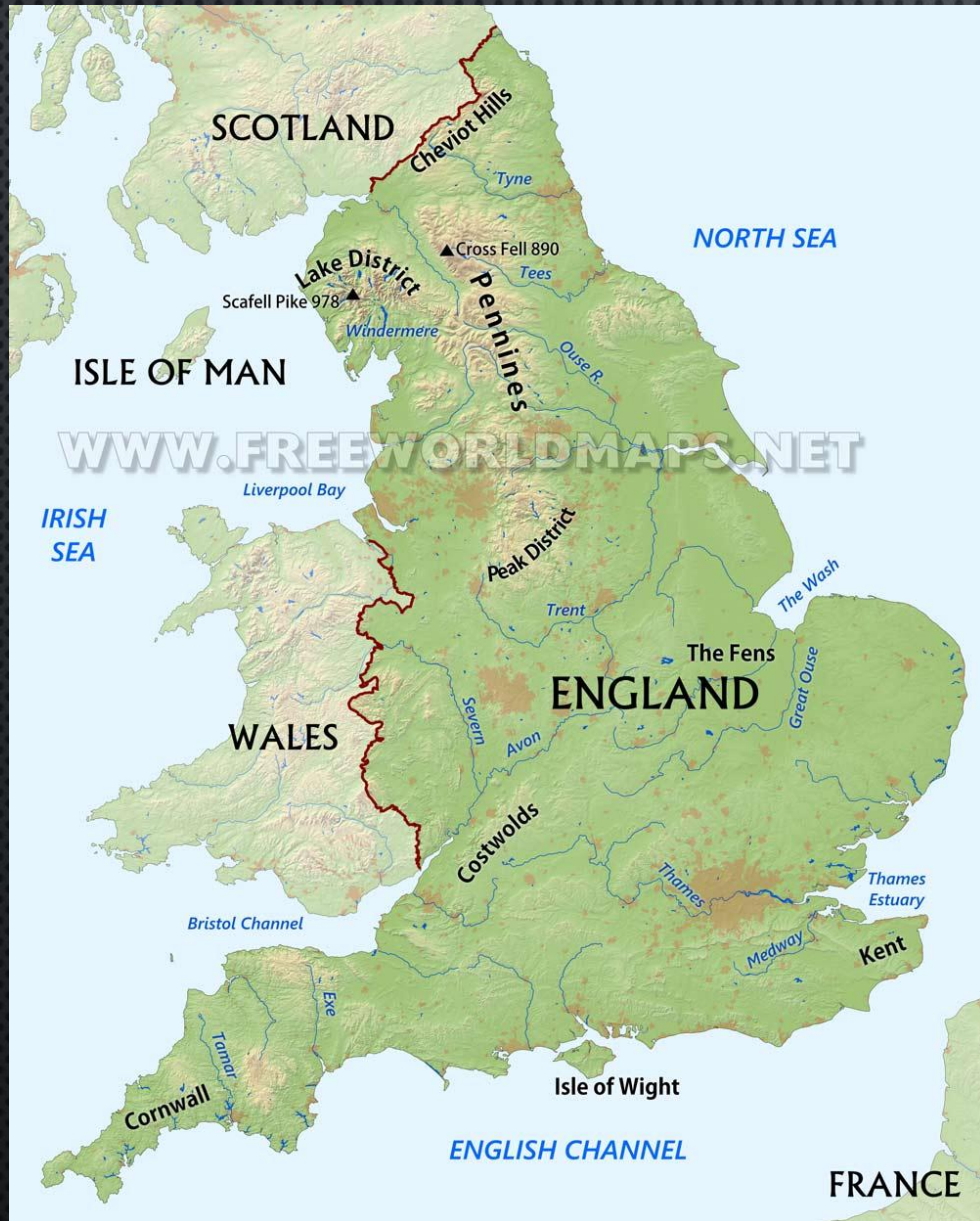 SCOTLAND
Cheviot Hills
Tyne
NORTH SEA
Cross Fell 890
Lake District
Tees
Scafell Pike 978
Pennines
Windermere
Ouse R.
ISLE OF MAN
WWW.FREEWORLDMAPS.NET
Liverpool Bay
IRISH
SEA
Peak District
The Wash
Trent
The Fens
ENGLAND
Great Ouse
Severn
Avon
WALES
Costwolds
Thames
Thames
Estuary
Bristol Channel
Medway
Kent
Exe
Tamar
Isle of Wight
Cornwall
ENGLISH CHANNEL
FRANCE